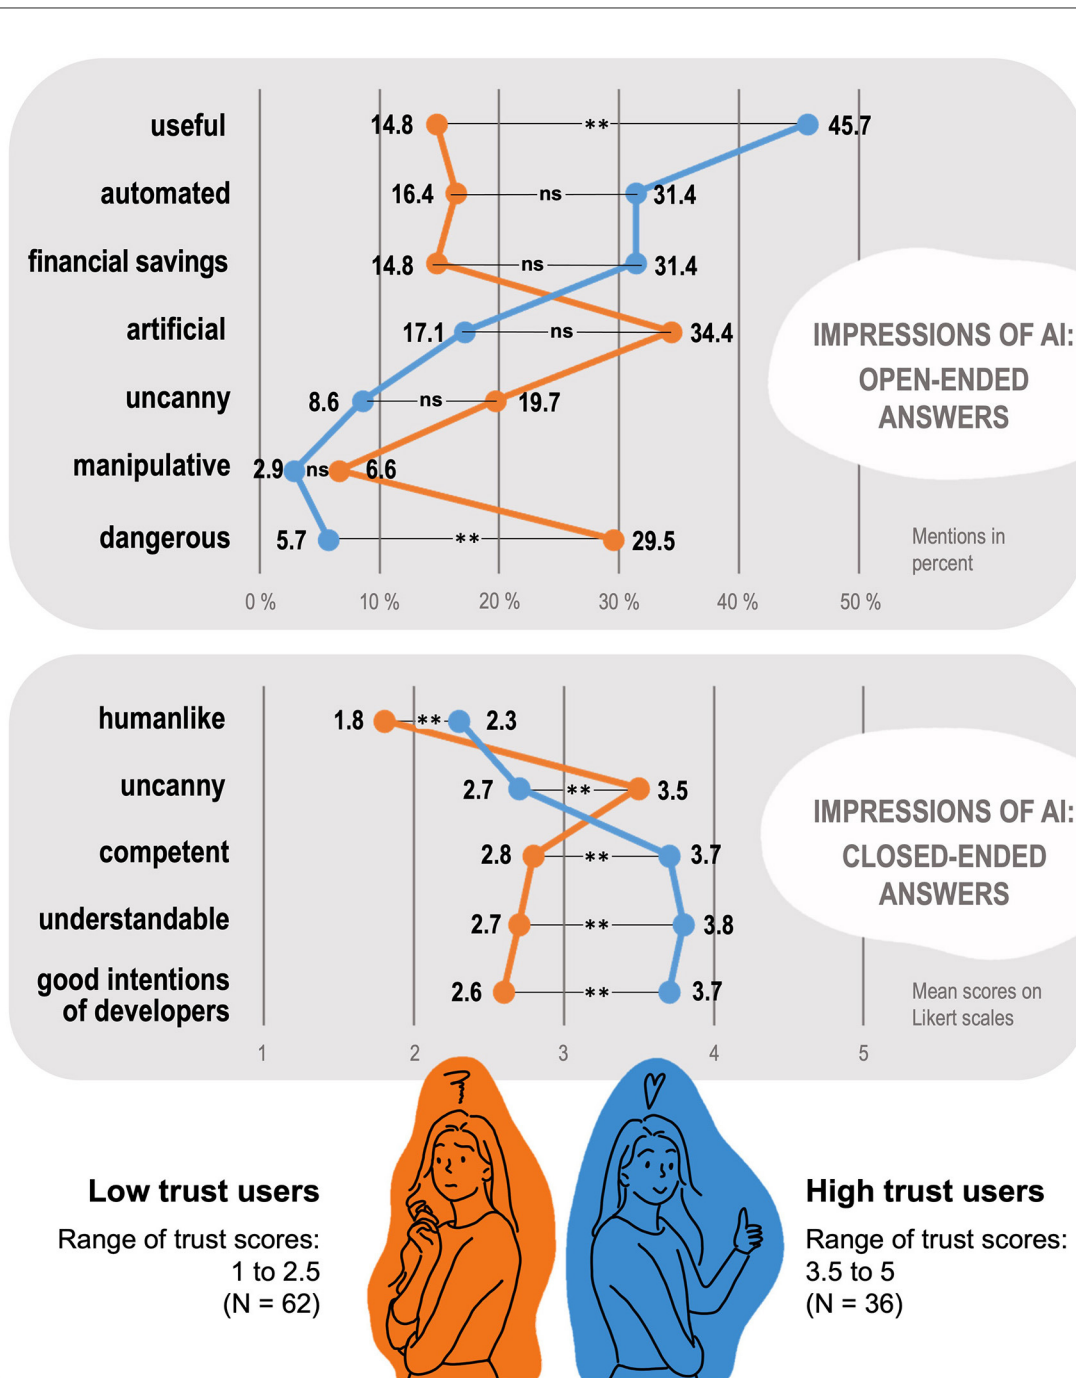 useful 14.8 ** 45.7
automated 16.4 ns 31.4
financial savings 14.8 ns 31.4
artificial 17.1 ns 34.4
uncanny 8.6 ns 19.7
manipulative 2.9 ns 6.6
dangerous 5.7 ** 29.5
0 % 10 % 20 % 30 % 40 % 50 %
IMPRESSIONS OF AI:
OPEN-ENDED
ANSWERS
Mentions in
percent
humanlike 1.8 ** 2.3
uncanny 2.7 ** 3.5
competent 2.8 ** 3.7
understandable 2.7 ** 3.8
good intentions
of developers 2.6 ** 3.7
1 2 3 4 5
IMPRESSIONS OF AI:
CLOSED-ENDED
ANSWERS
Mean scores on
Likert scales
Low trust users
Range of trust scores:
1 to 2.5
(N = 62)
High trust users
Range of trust scores:
3.5 to 5
(N = 36)